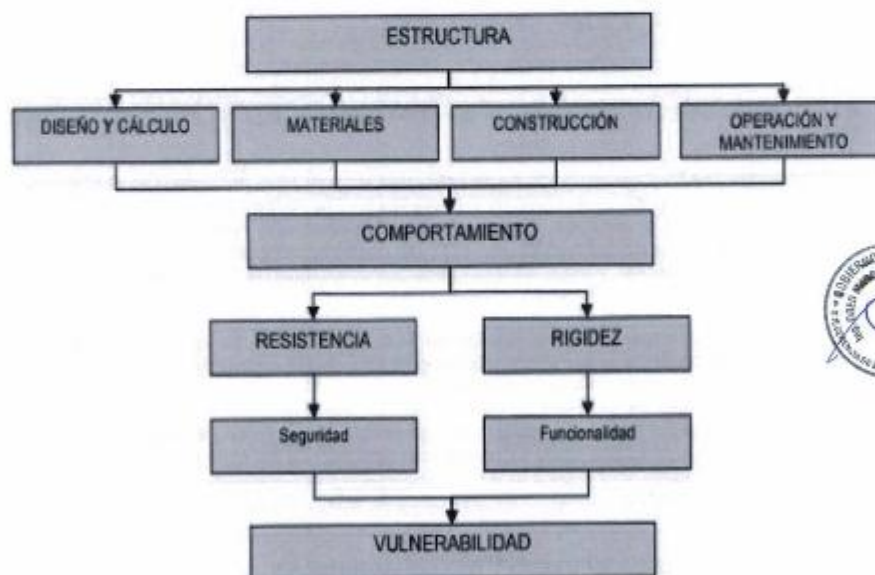 ESTRUCTURA
DISEÑO Y CÁLCULO
MATERIALES
CONSTRUCCIÓN
OPERACIÓN Y
MANTENIMIENTO
COMPORTAMIENTO
RESISTENCIA
RIGIDEZ
Seguridad
Funcionalidad
VULNERABILIDAD